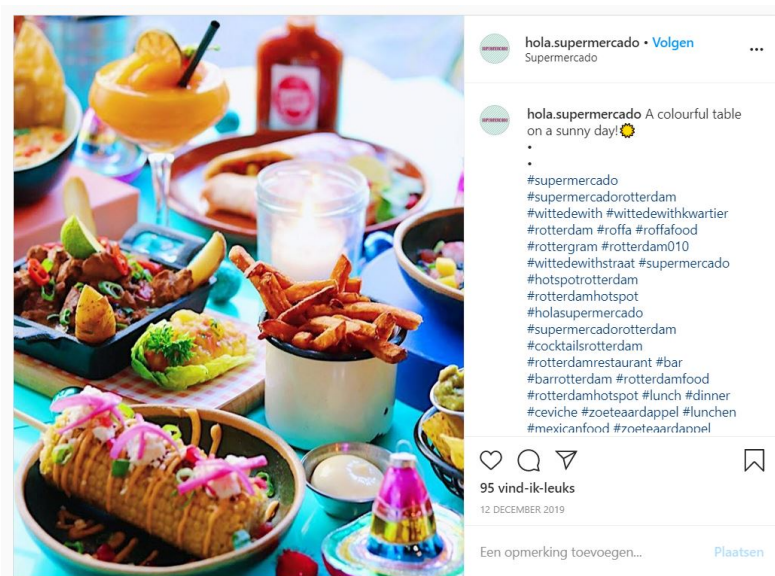 hola.supermercado • Volgen
Supermercado
hola.supermercado A colourful table
on a sunny day!
•
•
#supermercado
#supermercadorotterdam
#wittedewith #wittedewithkwartier
#rotterdam #roffa #roffafood
#rottergram #rotterdam010
#wittedewithstraat #supermercado
#hotspotrotterdam
#rotterdamhotspot
#holasupermercado
#supermercadorotterdam
#cocktailsrotterdam
#rotterdamrestaurant #bar
#barrotterdam #rotterdamfood
#rotterdamhotspot #lunch #dinner
#ceviche #zoeteaardappel #lunchen
#mexicanfood #zoeteaardappel
95 vind-ik-leuks
12 DECEMBER 2019
Een opmerking toevoegen...
Plaatsen